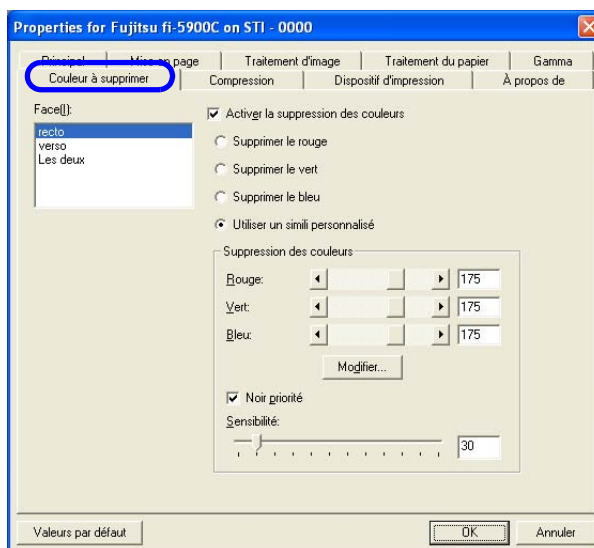 Properties for Fujitsu fi-5900C on STI - 0000
Principal Mise en page Traitement d'image Traitement du papier Gamma
Couleur à supprimer Compression Dispositif d'impression À propos de
Face(I):
recto
verso
Les deux
Activer la suppression des couleurs
Supprimer le rouge
Supprimer le vert
Supprimer le bleu
Utiliser un simili personnalisé
Suppression des couleurs
Rouge: 175
Vert: 175
Bleu: 175
Modifier...
Noir priorité
Sensibilité:
30
Valeurs par défaut OK Annuler